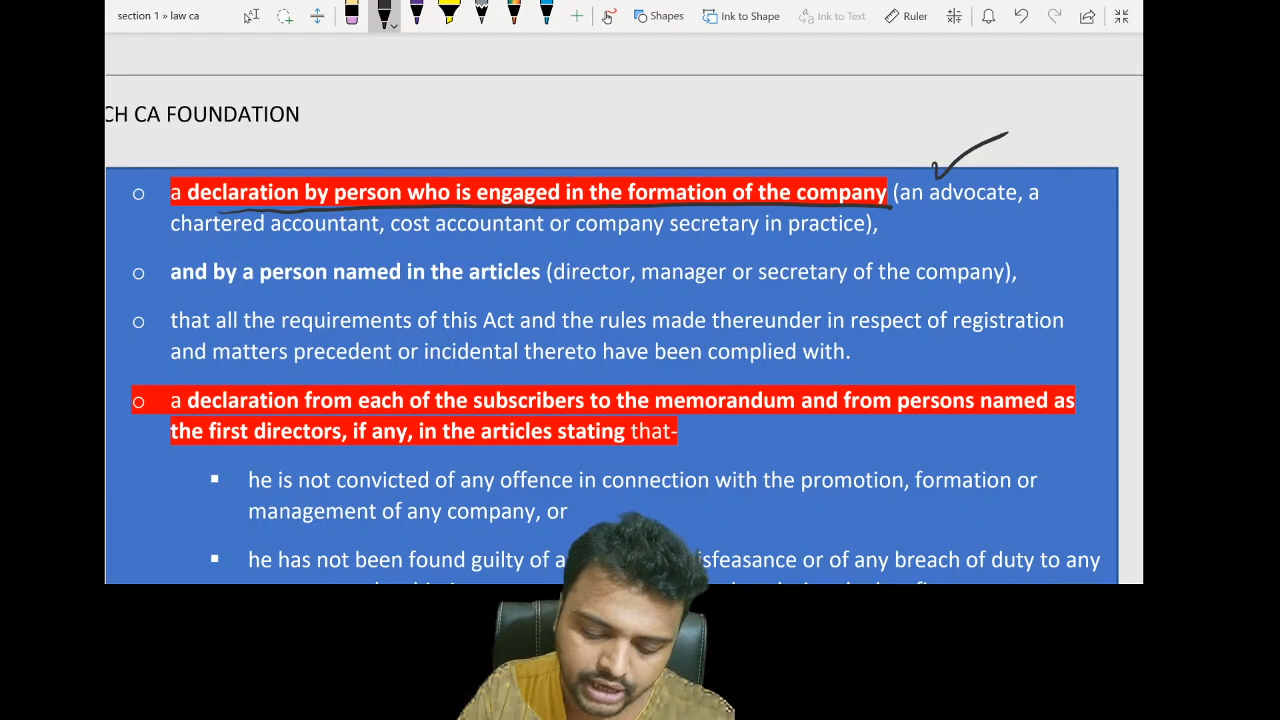 section 1 » law ca
Shapes
Ink to Shape
Ink to Text
Ruler
CH CA FOUNDATION
a declaration by person who is engaged in the formation of the company (an advocate, a
chartered accountant, cost accountant or company secretary in practice),
and by a person named in the articles (director, manager or secretary of the company),
that all the requirements of this Act and the rules made thereunder in respect of registration
and matters precedent or incidental thereto have been complied with.
a declaration from each of the subscribers to the memorandum and from persons named as
the first directors, if any, in the articles stating that-
he is not convicted of any offence in connection with the promotion, formation or
management of any company, or
he has not been found guilty of a isfeasance or of any breach of duty to any